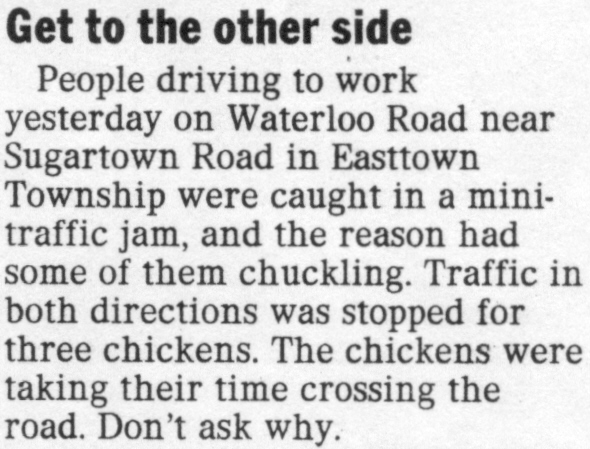 Get to the other side
People driving to work
yesterday on Waterloo Road near
Sugartown Road in Easttown
Township were caught in a mini-
traffic jam, and the reason had
some of them chuckling. Traffic in
both directions was stopped for
three chickens. The chickens were
taking their time crossing the
road. Don't ask why.